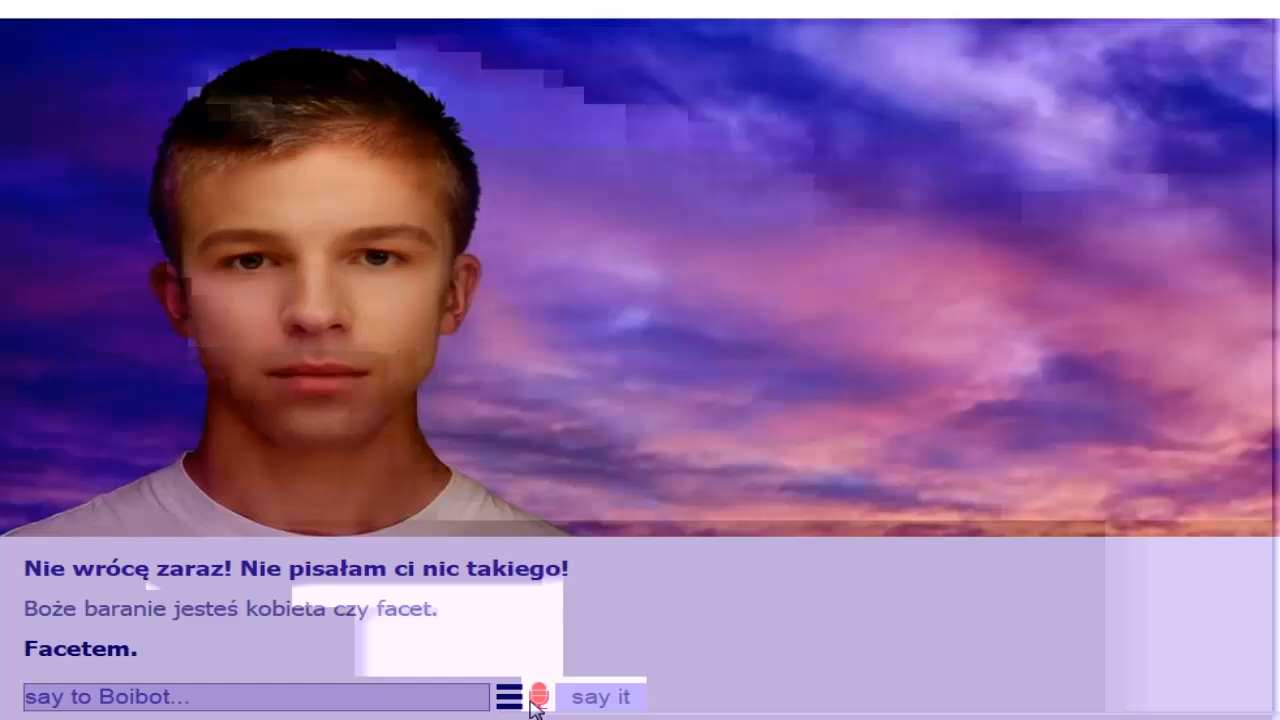 Nie wrócę zaraz! Nie pisałam ci nic takiego!
Boże baranie jesteś kobieta czy facet.
Facetem.
say to Boibot... say it